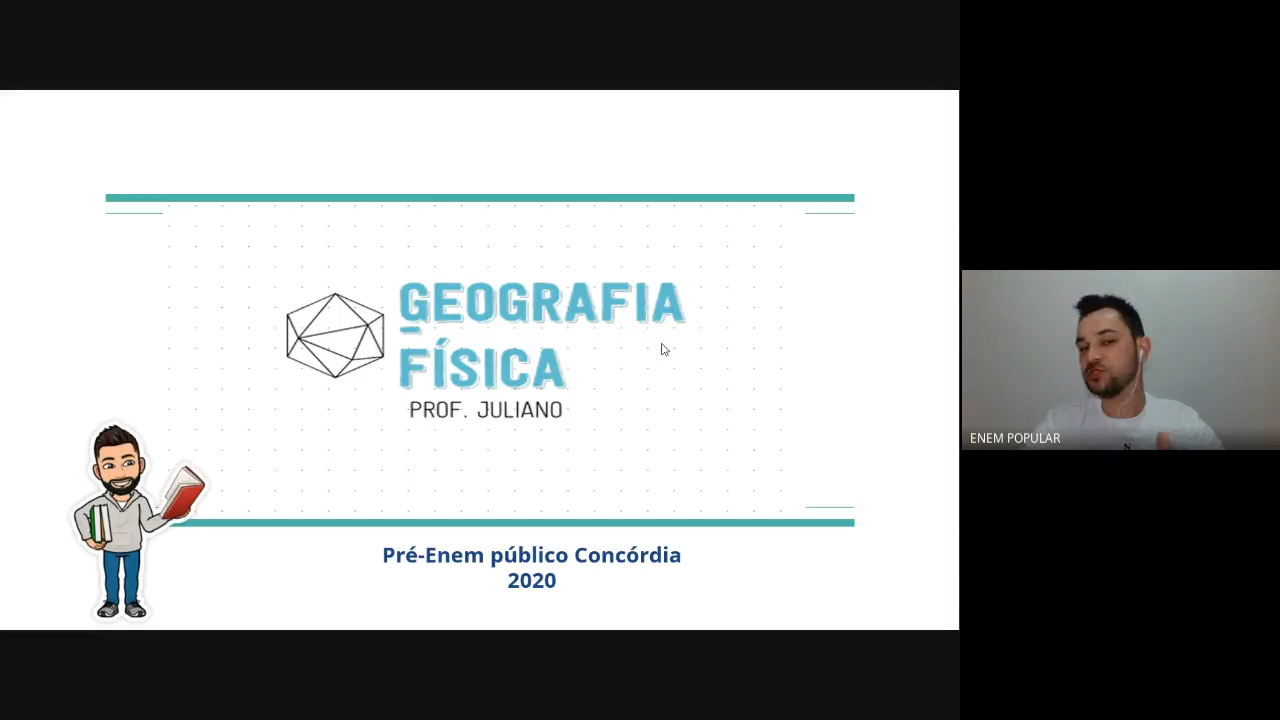 GEOGRAFIA
FÍSICA
PROF. JULIANO
Pré-Enem público Concórdia
2020
ENEM POPULAR
N